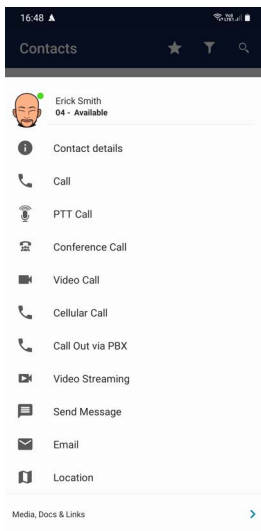 16:48
Contacts
Erick Smith
04 - Available
Contact details
Call
PTT Call
Conference Call
Video Call
Cellular Call
Call Out via PBX
Video Streaming
Send Message
Email
Location
Media, Docs & Links